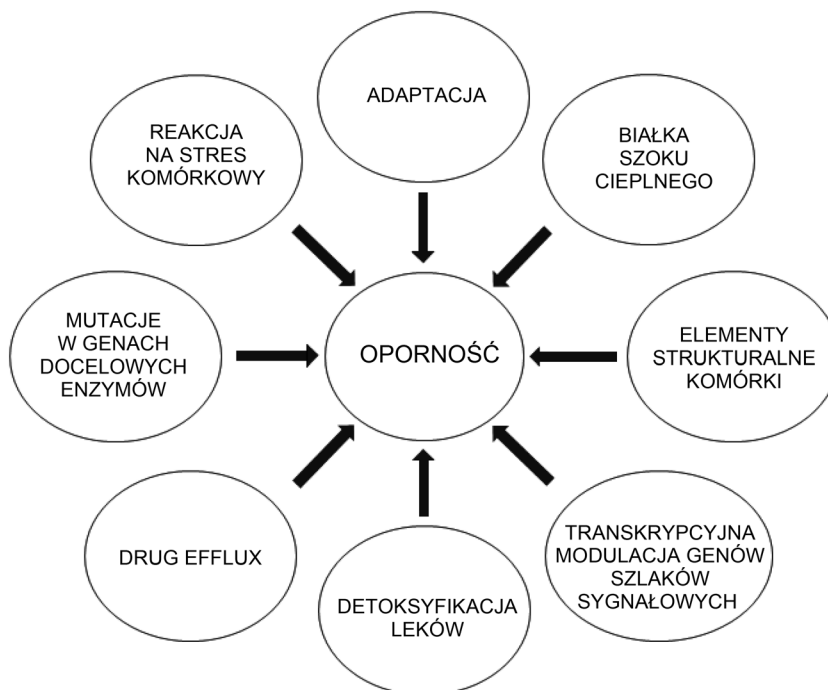 ADAPTACJA
REAKCJA
NA STRES
KOMÓRKOWY
BIAŁKA
SZOKU
CIEPLNEGO
MUTACJE
W GENACH
DOCELOWYCH
ENZYMÓW
OPORNOŚĆ
ELEMENTY
STRUKTURALNE
KOMÓRKI
DRUG EFFLUX
DETOKSYFIKACJA
LEKÓW
TRANSKRYPCYJNA
MODULACJA GENÓW
SZLAKÓW
SYGNAŁOWYCH